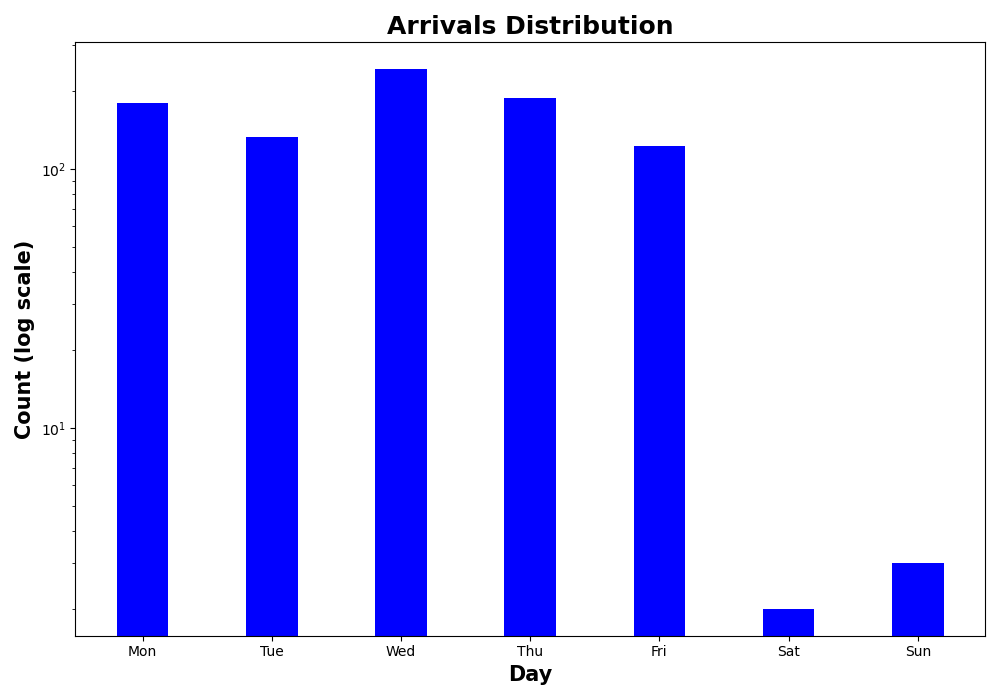 Arrivals Distribution
Count (log scale)
10²
10¹
Mon Tue Wed Thu Fri Sat Sun
Day